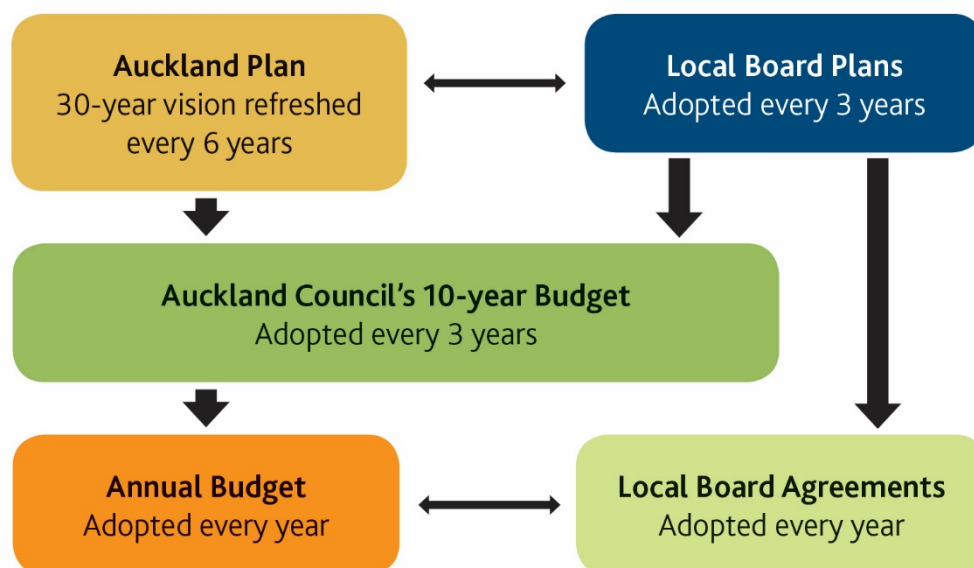 Auckland Plan
30-year vision refreshed
every 6 years
Local Board Plans
Adopted every 3 years
Auckland Council's 10-year Budget
Adopted every 3 years
Annual Budget
Adopted every year
Local Board Agreements
Adopted every year